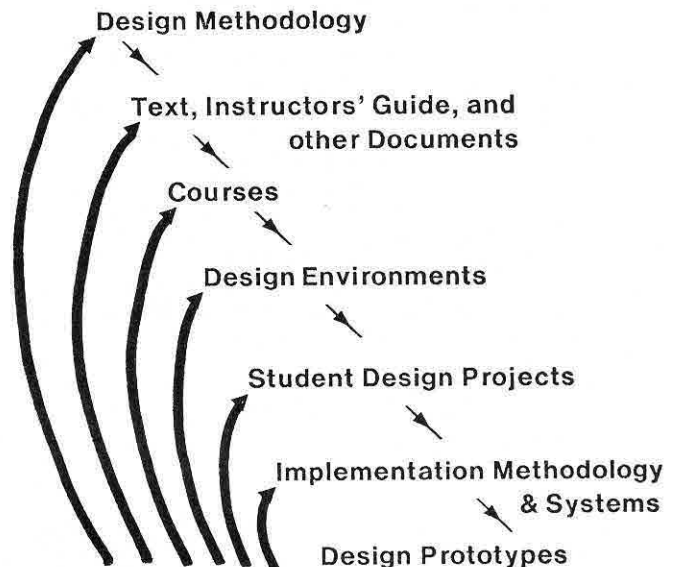 Design Methodology
Text, Instructors' Guide, and
other Documents
Courses
Design Environments
Student Design Projects
Implementation Methodology
& Systems
Design Prototypes